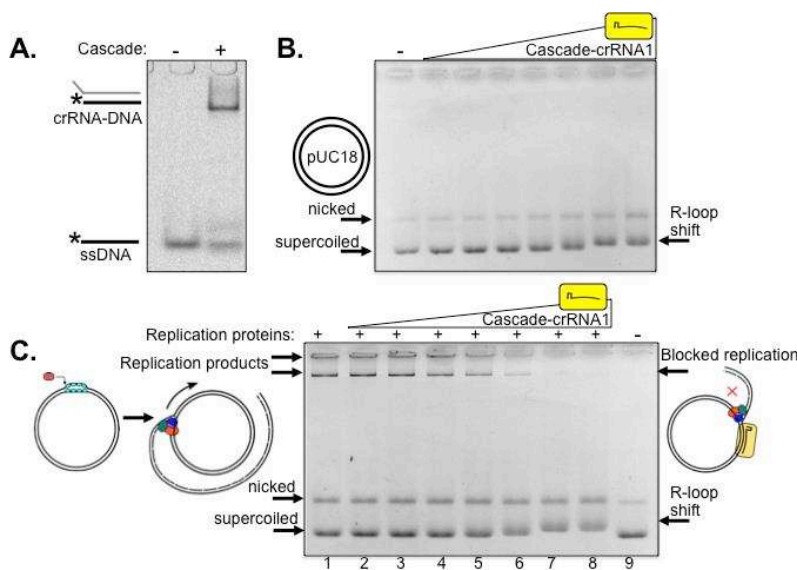 A.
Cascade: - +
* crRNA-DNA
* ssDNA
B.
- Cascade-crRNA1
pUC18
nicked
supercoiled
R-loop
shift
C.
Cascade-crRNA1
Replication proteins: + + + + + + + + -
Replication products
Blocked replication
nicked
supercoiled
R-loop
shift
1 2 3 4 5 6 7 8 9